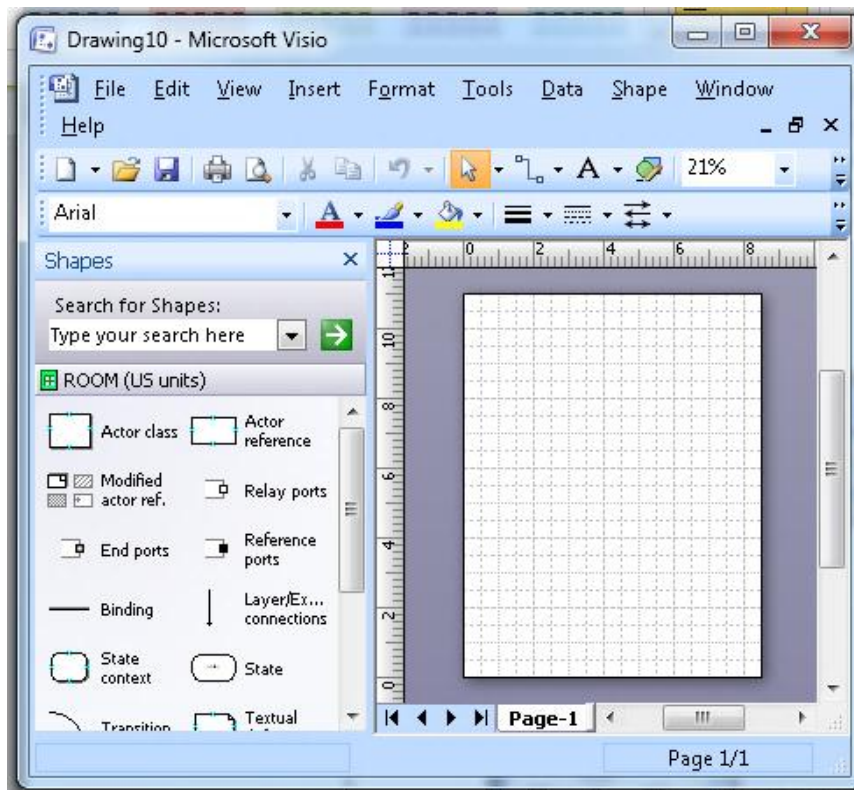 Drawing10 - Microsoft Visio
File Edit View Insert Format Tools Data Shape Window
Help
21%
Arial
Shapes
Search for Shapes:
Type your search here
ROOM (US units)
Actor class
Actor
reference
Modified
actor ref.
Relay ports
End ports
Reference
ports
Binding
Layer/Ex...
connections
State
context
State
Transition
Textual
2 0 2 4 6 8
10
8
6
4
2
0
Page-1
Page 1/1